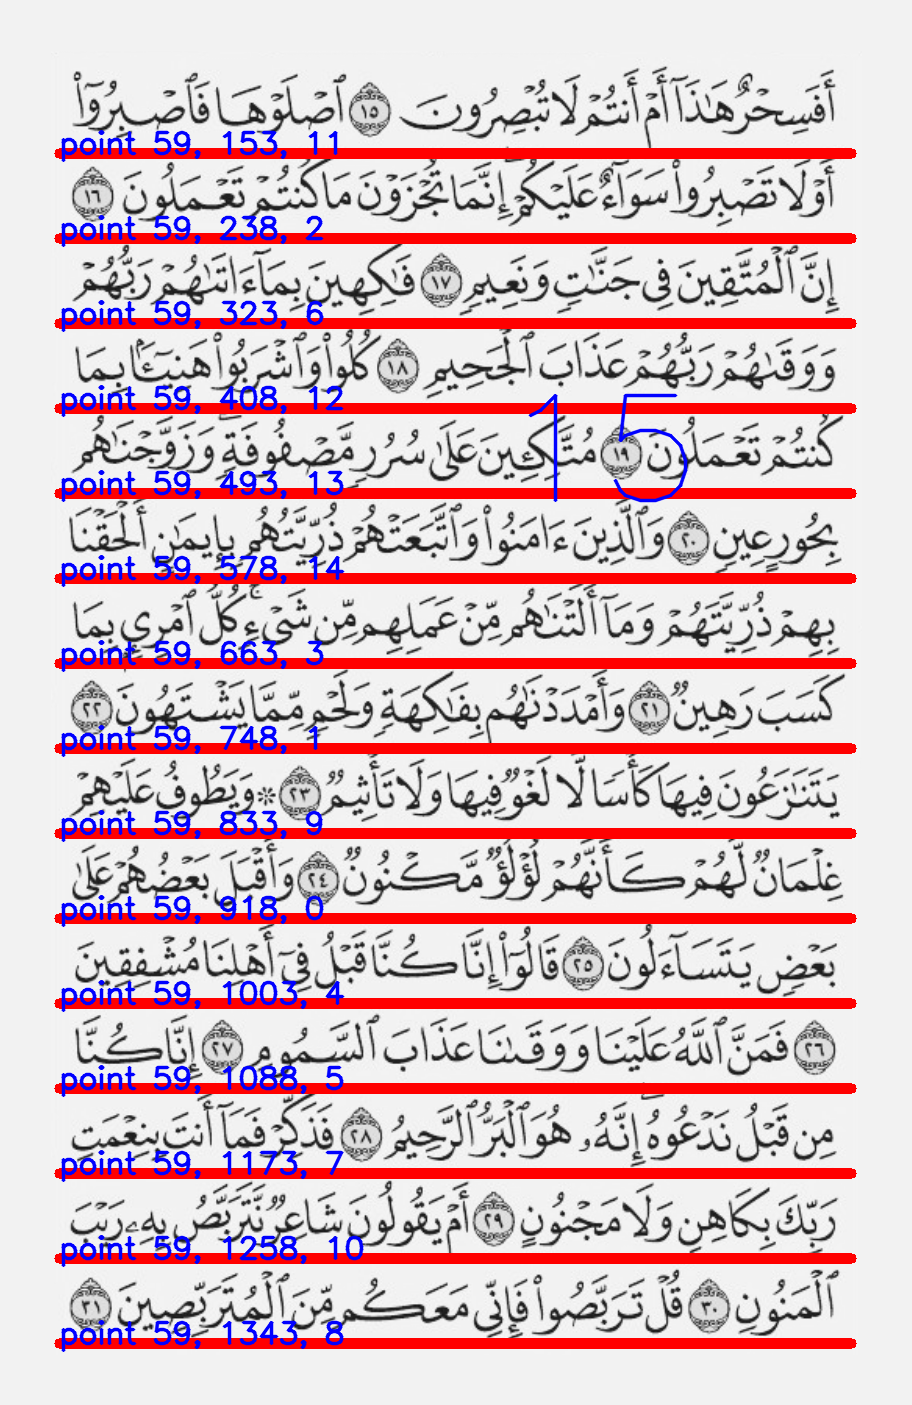 أَفَسِحْرٌ هَٰذَآ أَمْ أَنتُمْ لَا تُبْصِرُونَ ١٥ ٱصْلَوْهَا فَٱصْبِرُوٓا۟
point 59, 153, 11
أَوْ لَا تَصْبِرُوا۟ سَوَآءٌ عَلَيْكُمْ ۖ إِنَّمَا تُجْزَوْنَ مَا كُنتُمْ تَعْمَلُونَ ١٦
point 59, 238, 2
إِنَّ ٱلْمُتَّقِينَ فِى جَنَّٰتٍ وَنَعِيمٍ ١٧ فَٰكِهِينَ بِمَآ ءَاتَىٰهُمْ رَبُّهُمْ
point 59, 323, 6
وَوَقَىٰهُمْ رَبُّهُمْ عَذَابَ ٱلْجَحِيمِ ١٨ كُلُوا۟ وَٱشْرَبُوا۟ هَنِيٓـًٔۢا بِمَا
point 59, 408, 12
15
كُنتُمْ تَعْمَلُونَ ١٩ مُتَّكِـِٔينَ عَلَىٰ سُرُرٍ مَّصْفُوفَةٍ ۖ وَزَوَّجْنَٰهُم
point 59, 493, 13
بِحُورٍ عِينٍ ٢٠ وَٱلَّذِينَ ءَامَنُوا۟ وَٱتَّبَعَتْهُمْ ذُرِّيَّتُهُم بِإِيمَٰنٍ أَلْحَقْنَا
point 59, 578, 14
بِهِمْ ذُرِّيَّتَهُمْ وَمَآ أَلَتْنَٰهُم مِّنْ عَمَلِهِم مِّن شَىْءٍ ۚ كُلُّ ٱمْرِئٍۭ بِمَا
point 59, 663, 3
كَسَبَ رَهِينٌ ٢١ وَأَمْدَدْنَٰهُم بِفَٰكِهَةٍ وَلَحْمٍ مِّمَّا يَشْتَهُونَ ٢٢
point 59, 748, 1
يَتَنَٰزَعُونَ فِيهَا كَأْسًا لَّا لَغْوٌ فِيهَا وَلَا تَأْثِيمٌ ٢٣ ۞ وَيَطُوفُ عَلَيْهِمْ
point 59, 833, 9
غِلْمَانٌ لَّهُمْ كَأَنَّهُمْ لُؤْلُؤٌ مَّكْنُونٌ ٢٤ وَأَقْبَلَ بَعْضُهُمْ عَلَىٰ
point 59, 918, 0
بَعْضٍ يَتَسَآءَلُونَ ٢٥ قَالُوٓا۟ إِنَّا كُنَّا قَبْلُ فِىٓ أَهْلِنَا مُشْفِقِينَ
point 59, 1003, 4
٢٦ فَمَنَّ ٱللَّهُ عَلَيْنَا وَوَقَىٰنَا عَذَابَ ٱلسَّمُومِ ٢٧ إِنَّا كُنَّا
point 59, 1088, 5
مِن قَبْلُ نَدْعُوهُ ۖ إِنَّهُۥ هُوَ ٱلْبَرُّ ٱلرَّحِيمُ ٢٨ فَذَكِّرْ فَمَآ أَنتَ بِنِعْمَتِ
point 59, 1173, 7
رَبِّكَ بِكَاهِنٍ وَلَا مَجْنُونٍ ٢٩ أَمْ يَقُولُونَ شَاعِرٌ نَّتَرَبَّصُ بِهِۦ رَيْبَ
point 59, 1258, 10
ٱلْمَنُونِ ٣٠ قُلْ تَرَبَّصُوا۟ فَإِنِّى مَعَكُم مِّنَ ٱلْمُتَرَبِّصِينَ ٣١
point 59, 1343, 8